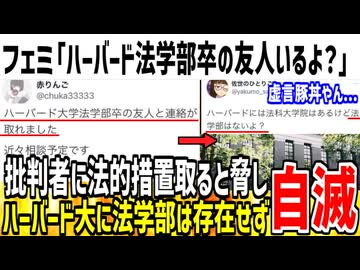 フェミ「ハーバード法学部卒の友人いるよ？」
赤りんご
@chuka33333
ハーバード大学法学部卒の友人と連絡が
取れました
近々相談予定です
佐世のひとりご
@yakumo_s
虚言豚丼やん...
ハーバードには法科大学院はあるけど法
学部はないよ？
批判者に法的措置取ると脅し
ハーバード大に法学部は存在せず
自滅